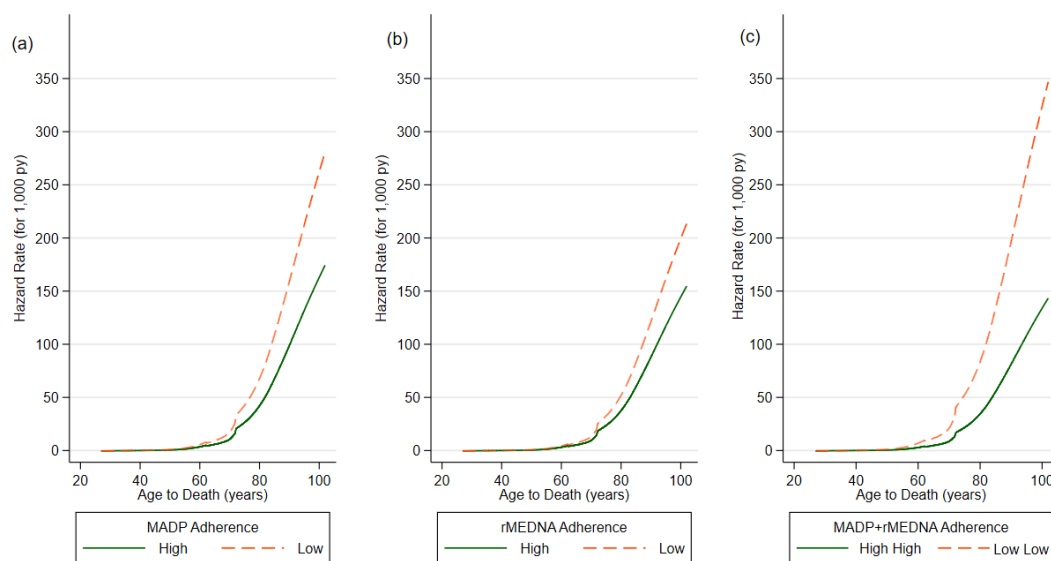 (a)
350
300
250
200
150
100
50
0
Hazard Rate (for 1,000 py)
20 40 60 80 100
Age to Death (years)
MADP Adherence
High Low
(b)
350
300
250
200
150
100
50
0
Hazard Rate (for 1,000 py)
20 40 60 80 100
Age to Death (years)
rMEDNA Adherence
High Low
(c)
350
300
250
200
150
100
50
0
Hazard Rate (for 1,000 py)
20 40 60 80 100
Age to Death (years)
MADP+rMEDNA Adherence
High High Low Low